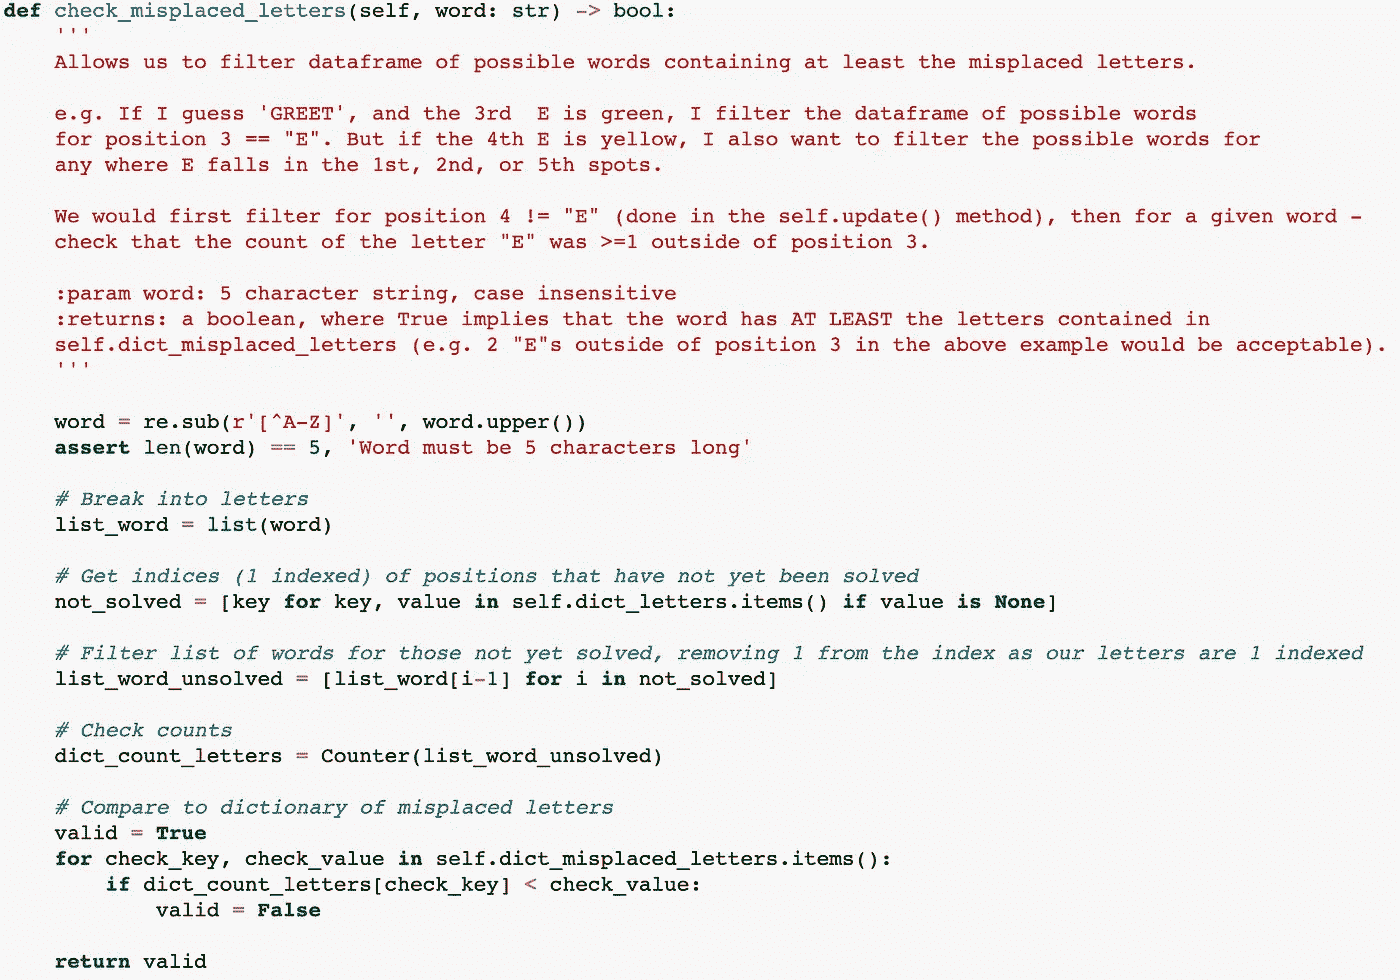 def check_misplaced_letters(self, word: str) -> bool:
    '''
    Allows us to filter dataframe of possible words containing at least the misplaced letters.

    e.g. If I guess 'GREET', and the 3rd  E is green, I filter the dataframe of possible words
    for position 3 == "E". But if the 4th E is yellow, I also want to filter the possible words for
    any where E falls in the 1st, 2nd, or 5th spots.

    We would first filter for position 4 != "E" (done in the self.update() method), then for a given word -
    check that the count of the letter "E" was >=1 outside of position 3.

    :param word: 5 character string, case insensitive
    :returns: a boolean, where True implies that the word has AT LEAST the letters contained in
    self.dict_misplaced_letters (e.g. 2 "E"s outside of position 3 in the above example would be acceptable).
    '''

    word = re.sub(r'[^A-Z]', '', word.upper())
    assert len(word) == 5, 'Word must be 5 characters long'

    # Break into letters
    list_word = list(word)

    # Get indices (1 indexed) of positions that have not yet been solved
    not_solved = [key for key, value in self.dict_letters.items() if value is None]

    # Filter list of words for those not yet solved, removing 1 from the index as our letters are 1 indexed
    list_word_unsolved = [list_word[i-1] for i in not_solved]

    # Check counts
    dict_count_letters = Counter(list_word_unsolved)

    # Compare to dictionary of misplaced letters
    valid = True
    for check_key, check_value in self.dict_misplaced_letters.items():
        if dict_count_letters[check_key] < check_value:
            valid = False

    return valid